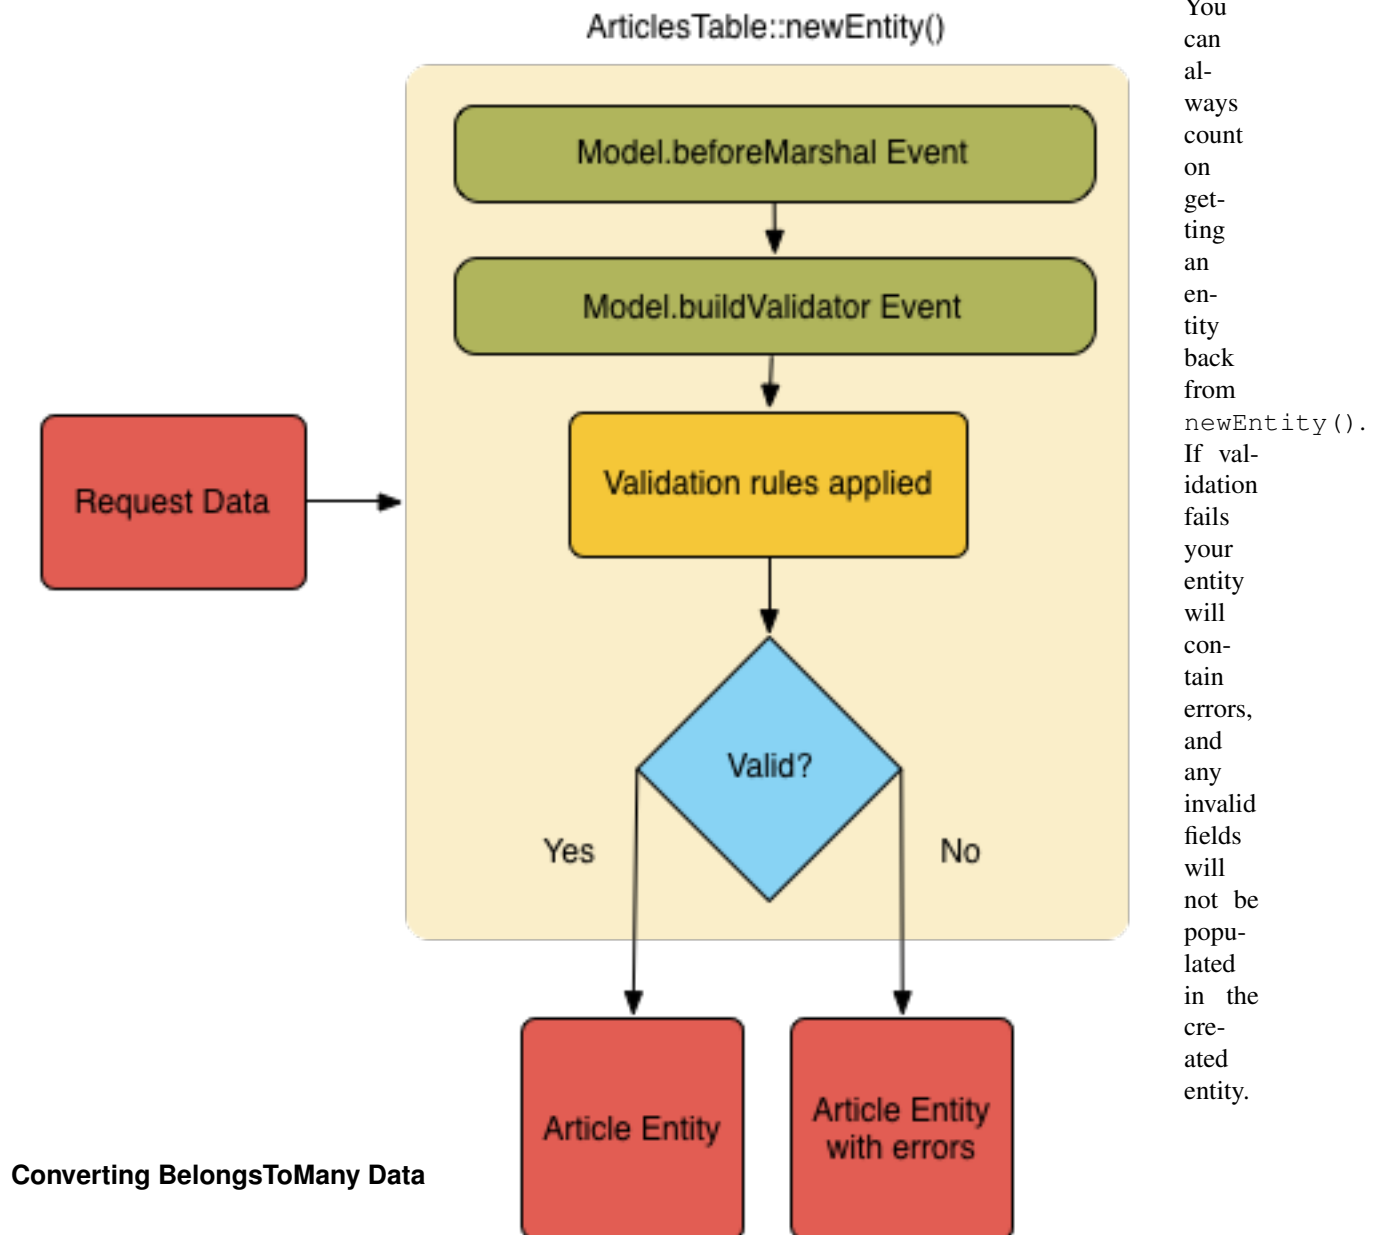 ArticlesTable::newEntity()
Model.beforeMarshal Event
Model.buildValidator Event
Request Data
Validation rules applied
Valid?
Yes
No
Article Entity
Article Entity
with errors
You
can
al-
ways
count
on
get-
ting
an
en-
tity
back
from
newEntity().
If val-
idation
fails
your
entity
will
con-
tain
errors,
and
any
invalid
fields
will
not be
popu-
lated
in the
cre-
ated
entity.
Converting BelongsToMany Data